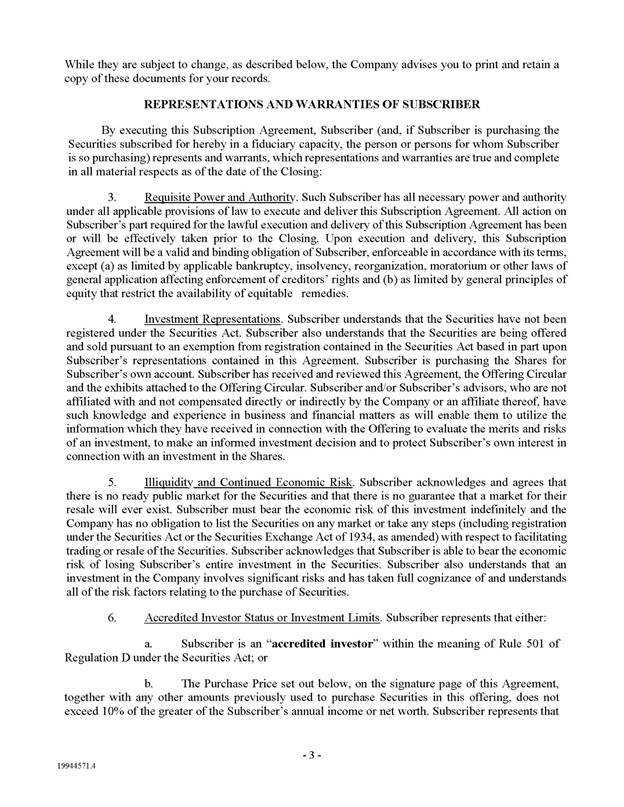 While they are subject to change, as described below, the Company advises you to print and retain a
copy of these documents for your records.
REPRESENTATIONS AND WARRANTIES OF SUBSCRIBER
By executing this Subscription Agreement, Subscriber (and, if Subscriber is purchasing the
Securities subscribed for hereby in a fiduciary capacity, the person or persons for whom Subscriber
is so purchasing) represents and warrants, which representations and warranties are true and complete
in all material respects as of the date of the Closing:
3. Requisite Power and Authority. Such Subscriber has all necessary power and authority
under all applicable provisions of law to execute and deliver this Subscription Agreement. All action on
Subscriber's part required for the lawful execution and delivery of this Subscription Agreement has been
or will be effectively taken prior to the Closing. Upon execution and delivery, this Subscription
Agreement will be a valid and binding obligation of Subscriber, enforceable in accordance with its terms,
except (a) as limited by applicable bankruptcy, insolvency, reorganization, moratorium or other laws of
general application affecting enforcement of creditors' rights and (b) as limited by general principles of
equity that restrict the availability of equitable remedies.
4. Investment Representations. Subscriber understands that the Securities have not been
registered under the Securities Act. Subscriber also understands that the Securities are being offered
and sold pursuant to an exemption from registration contained in the Securities Act based in part upon
Subscriber's representations contained in this Agreement. Subscriber is purchasing the Shares for
Subscriber's own account. Subscriber has received and reviewed this Agreement, the Offering Circular
and the exhibits attached to the Offering Circular. Subscriber and/or Subscriber's advisors, who are not
affiliated with and not compensated directly or indirectly by the Company or an affiliate thereof, have
such knowledge and experience in business and financial matters as will enable them to utilize the
information which they have received in connection with the Offering to evaluate the merits and risks
of an investment, to make an informed investment decision and to protect Subscriber's own interest in
connection with an investment in the Shares.
5. Illiquidity and Continued Economic Risk. Subscriber acknowledges and agrees that
there is no ready public market for the Securities and that there is no guarantee that a market for their
resale will ever exist. Subscriber must bear the economic risk of this investment indefinitely and the
Company has no obligation to list the Securities on any market or take any steps (including registration
under the Securities Act or the Securities Exchange Act of 1934, as amended) with respect to facilitating
trading or resale of the Securities. Subscriber acknowledges that Subscriber is able to bear the economic
risk of losing Subscriber's entire investment in the Securities. Subscriber also understands that an
investment in the Company involves significant risks and has taken full cognizance of and understands
all of the risk factors relating to the purchase of Securities.
6. Accredited Investor Status or Investment Limits. Subscriber represents that either:
a. Subscriber is an “accredited investor” within the meaning of Rule 501 of
Regulation D under the Securities Act; or
b. The Purchase Price set out below, on the signature page of this Agreement,
together with any other amounts previously used to purchase Securities in this offering, does not
exceed 10% of the greater of the Subscriber's annual income or net worth. Subscriber represents that
- 3 -
19944571.4